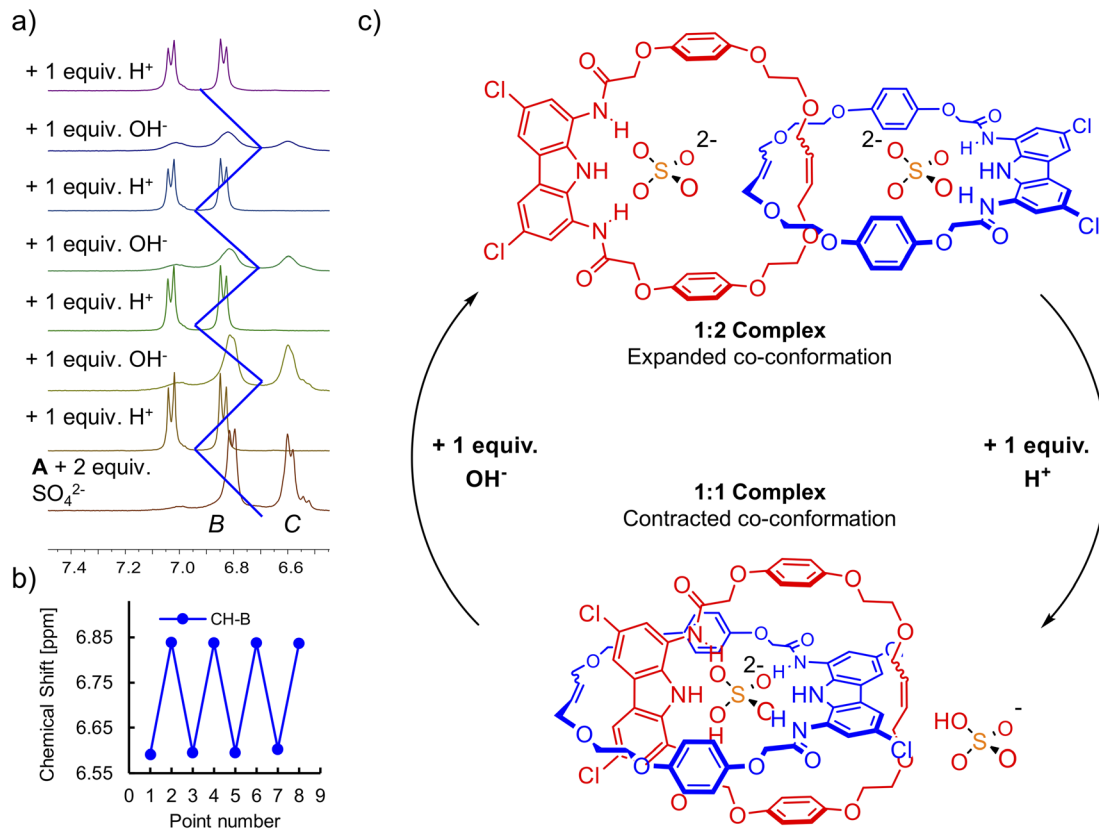 a)
+ 1 equiv. H⁺
+ 1 equiv. OH⁻
+ 1 equiv. H⁺
+ 1 equiv. OH⁻
+ 1 equiv. H⁺
+ 1 equiv. OH⁻
+ 1 equiv. H⁺
A + 2 equiv.
SO₄²⁻
B C
7.4 7.2 7.0 6.8 6.6
b)
CH-B
Chemical Shift [ppm]
6.85
6.75
6.65
6.55
0 1 2 3 4 5 6 7 8 9
Point number
c)
O O
O
Cl
N
H
NH
H
N
Cl
O
O O
O
O
2-
O
S
O
O O
O O
O
N
H
HN
H
N
Cl
Cl
O
O
O
O
2-
O
S
O
O O
1:2 Complex
Expanded co-conformation
+ 1 equiv.
OH⁻
+ 1 equiv.
H⁺
1:1 Complex
Contracted co-conformation
O
O O
O
Cl
N
H
NH
H
Cl
O
O
O
O
O
O
O
O
O
N
H
HN
H
N
Cl
O
O
O
2-
O
O
S
O
O
HO
S
O
O
O
-